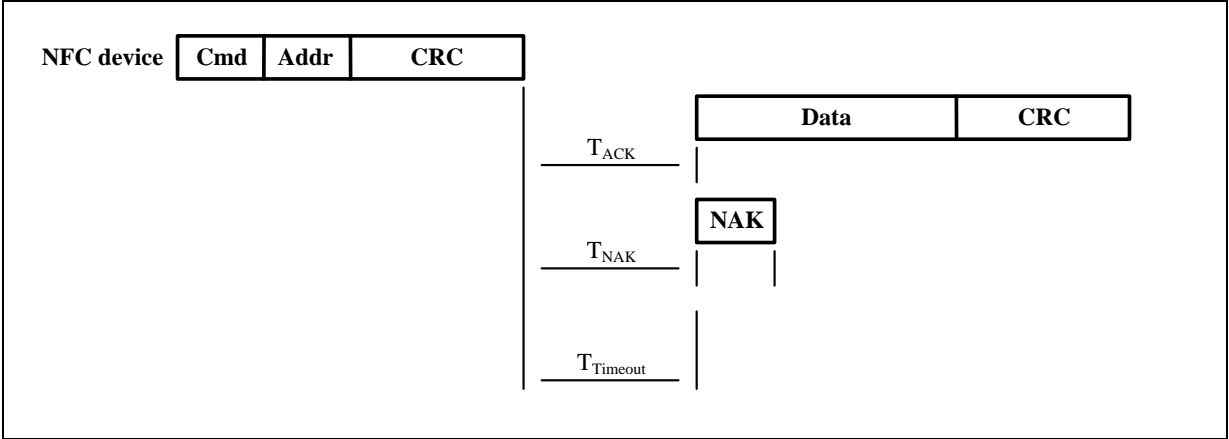 NFC device Cmd Addr CRC
Data CRC
TACK
NAK
TNAK
TTimeout